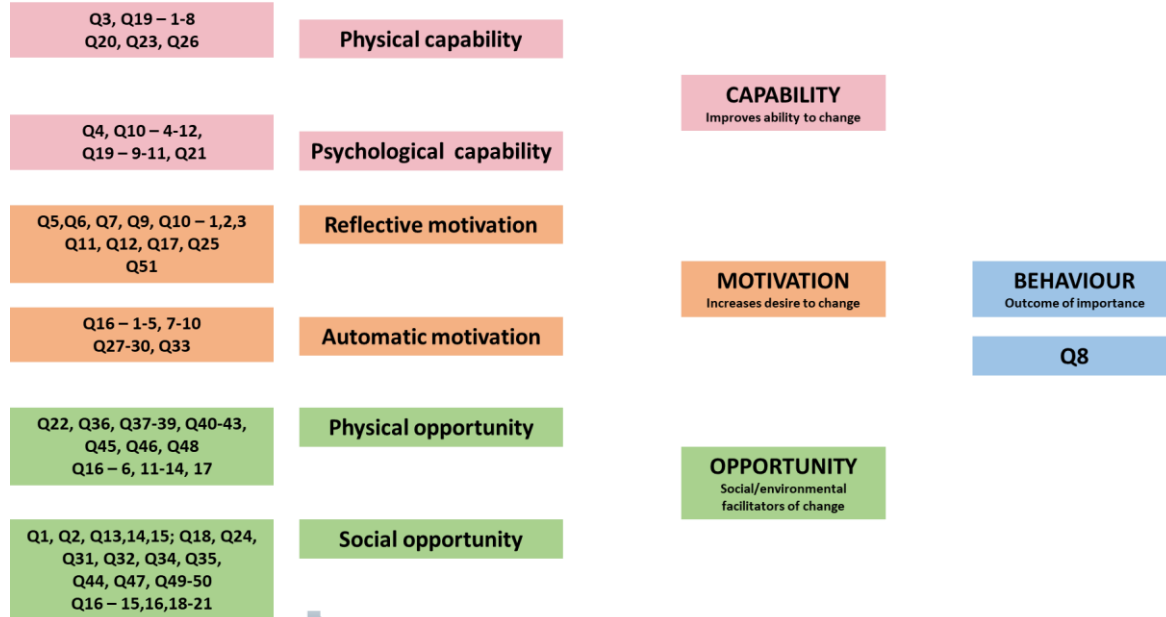 Q3, Q19 – 1-8
Q20, Q23, Q26
Physical capability
CAPABILITY
Improves ability to change
Q4, Q10 – 4-12,
Q19 – 9-11, Q21
Psychological capability
Q5,Q6, Q7, Q9, Q10 – 1,2,3
Q11, Q12, Q17, Q25
Q51
Reflective motivation
MOTIVATION
Increases desire to change
BEHAVIOUR
Outcome of importance
Q16 – 1-5, 7-10
Q27-30, Q33
Automatic motivation
Q8
Q22, Q36, Q37-39, Q40-43,
Q45, Q46, Q48
Q16 – 6, 11-14, 17
Physical opportunity
OPPORTUNITY
Social/environmental
facilitators of change
Q1, Q2, Q13,14,15; Q18, Q24,
Q31, Q32, Q34, Q35,
Q44, Q47, Q49-50
Q16 – 15,16,18-21
Social opportunity